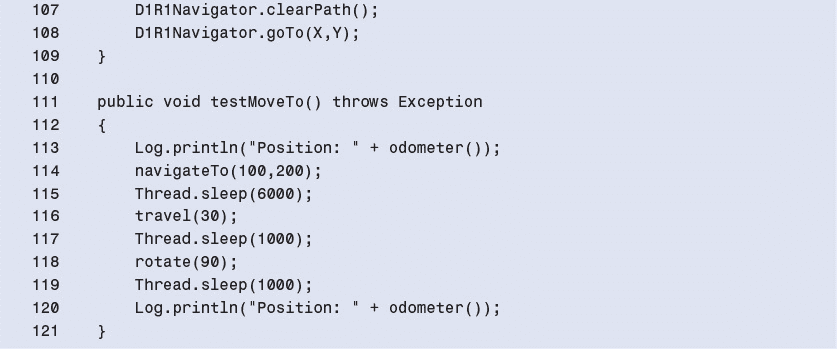 107        D1R1Navigator.clearPath();
108        D1R1Navigator.goTo(X,Y);
109    }
110
111    public void testMoveTo() throws Exception
112    {
113        Log.println("Position: " + odometer());
114        navigateTo(100,200);
115        Thread.sleep(6000);
116        travel(30);
117        Thread.sleep(1000);
118        rotate(90);
119        Thread.sleep(1000);
120        Log.println("Position: " + odometer());
121    }